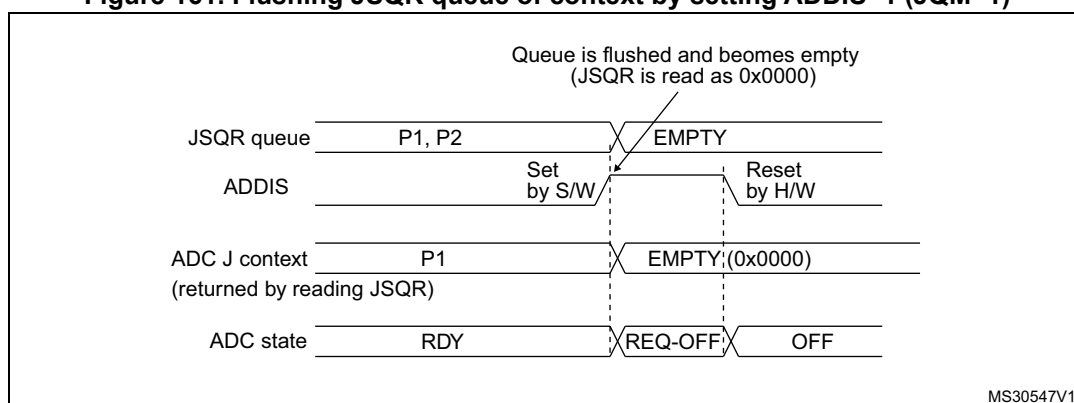 Figure 161. Flushing JSQR queue of context by setting ADDIS=1 (JQM=1)
Queue is flushed and beomes empty
(JSQR is read as 0x0000)
JSQR queue
P1, P2
EMPTY
ADDIS
Set
by S/W
Reset
by H/W
ADC J context
(returned by reading JSQR)
P1
EMPTY (0x0000)
ADC state
RDY
REQ-OFF
OFF
MS30547V1